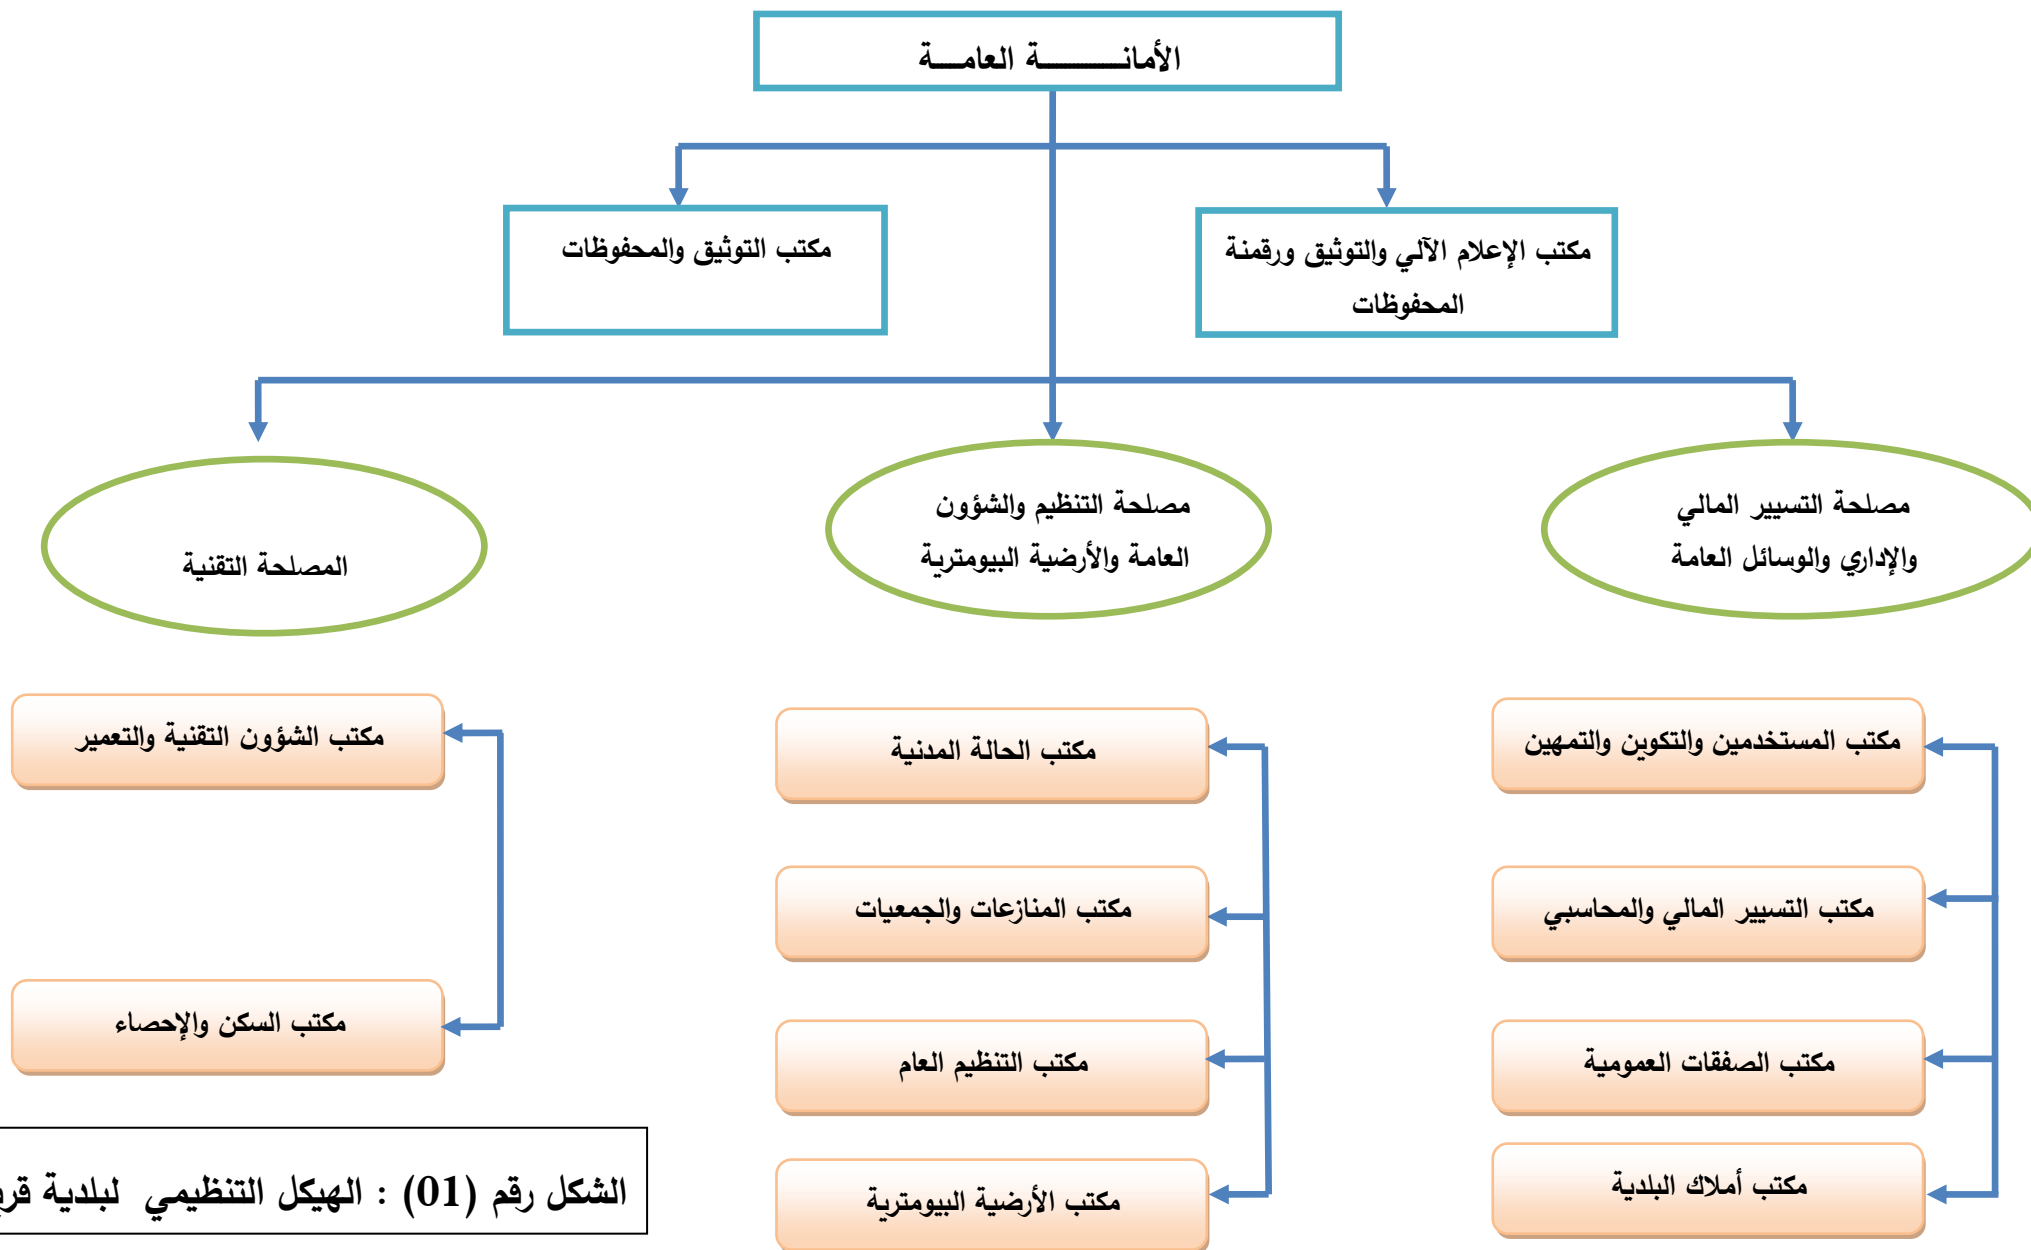 الأمانــــــــــة العامــــة
مكتب الإعلام الآلي والتوثيق ورقمنة
المحفوظات
مكتب التوثيق والمحفوظات
مصلحة التسيير المالي
والإداري والوسائل العامة
مصلحة التنظيم والشؤون
العامة والأرضية البيومترية
المصلحة التقنية
مكتب المستخدمين والتكوين والتمهين
مكتب التسيير المالي والمحاسبي
مكتب الصفقات العمومية
مكتب أملاك البلدية
مكتب الحالة المدنية
مكتب المنازعات والجمعيات
مكتب التنظيم العام
مكتب الأرضية البيومترية
مكتب الشؤون التقنية والتعمير
مكتب السكن والإحصاء
الشكل رقم (01) : الهيكل التنظيمي لبلدية